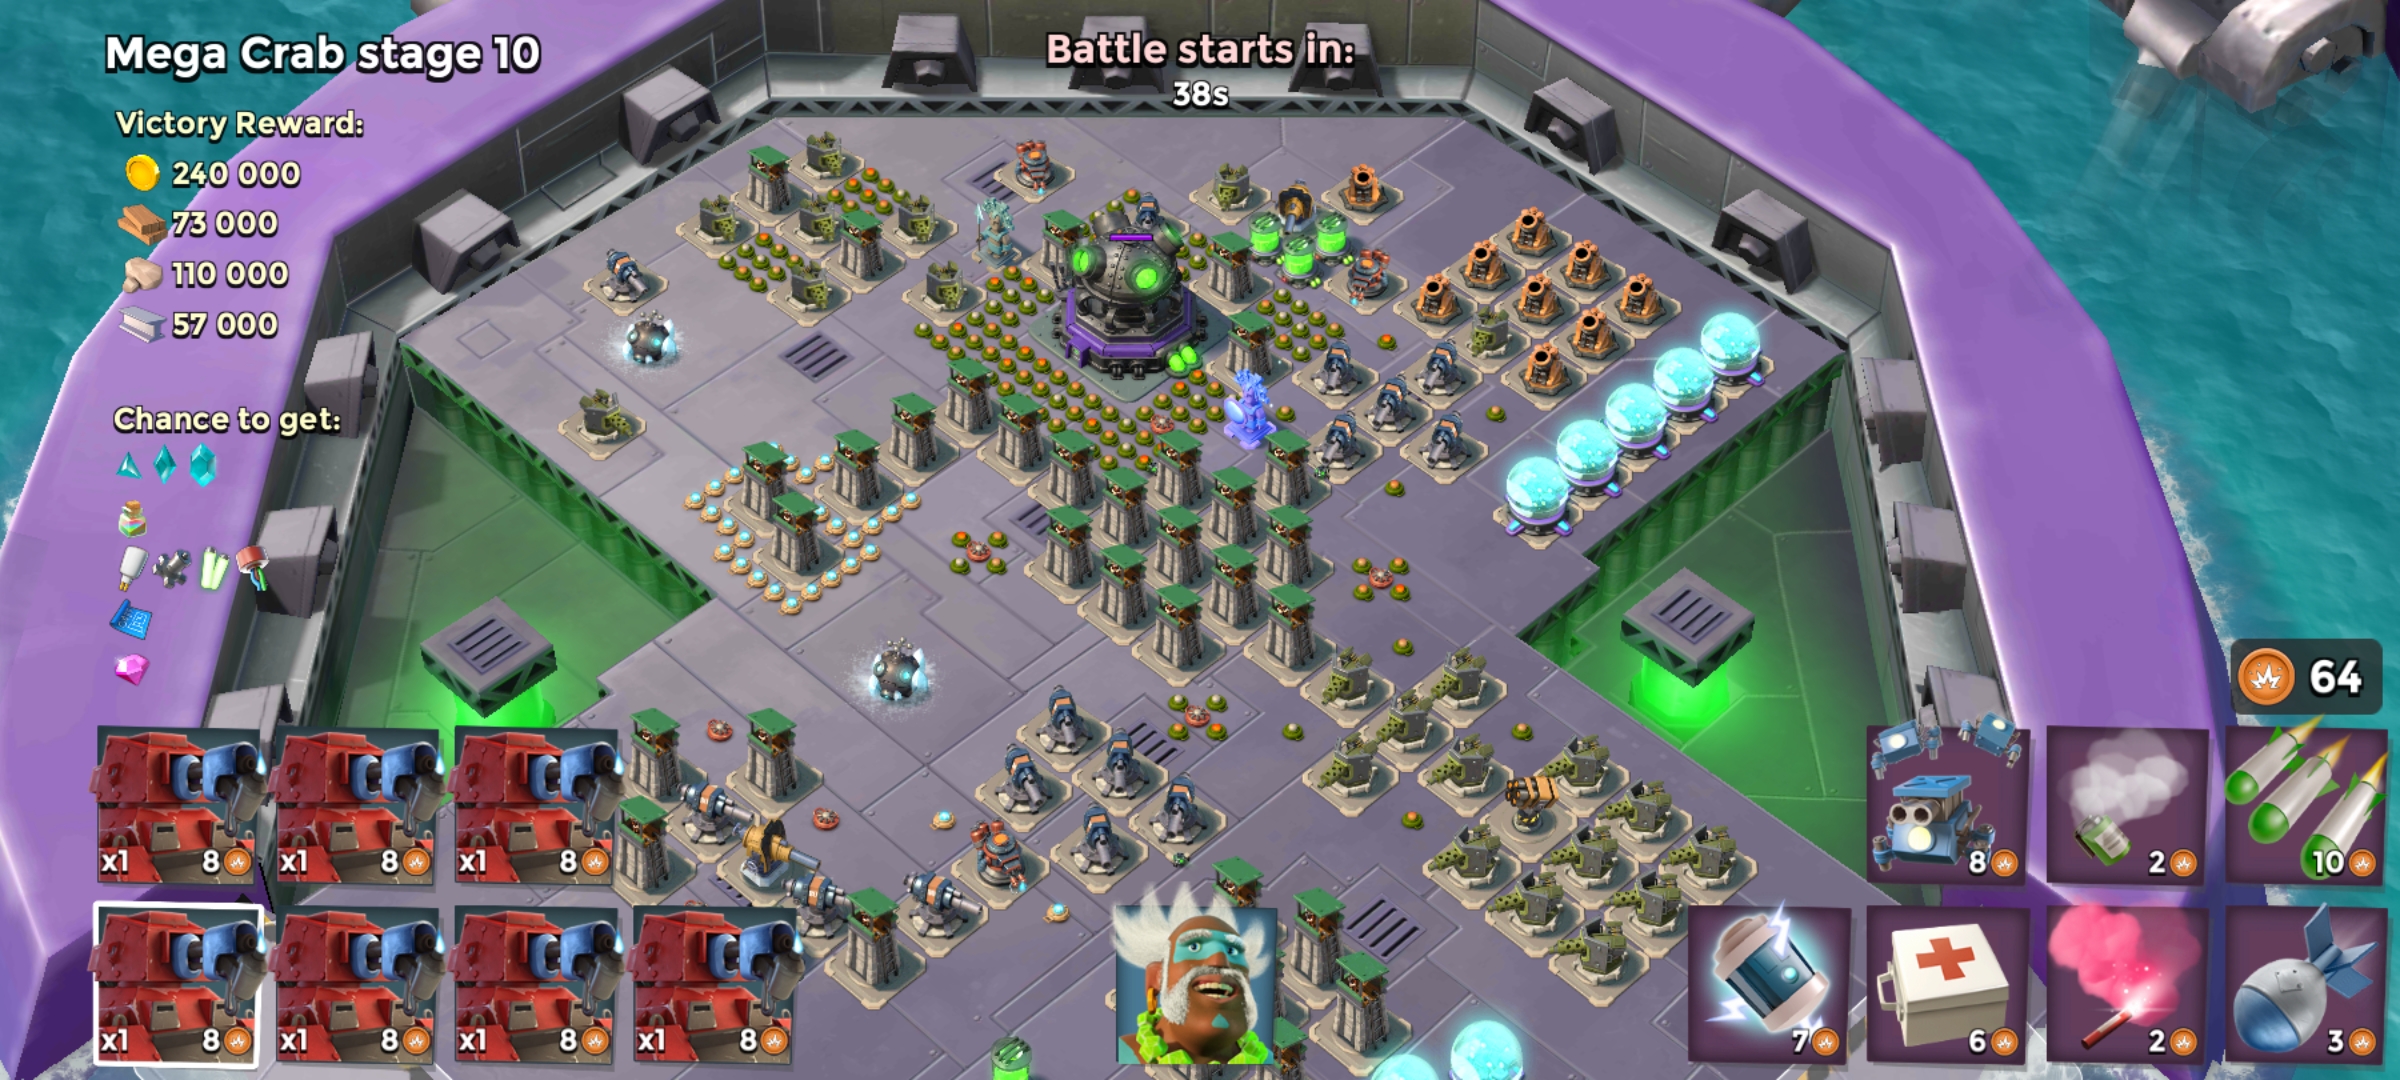 Mega Crab stage 10
Battle starts in:
38s
Victory Reward:
240 000
73 000
110 000
57 000
Chance to get:
64
x1 8
x1 8
x1 8
8
2
10
x1 8
x1 8
x1 8
x1 8
7
6
2
3